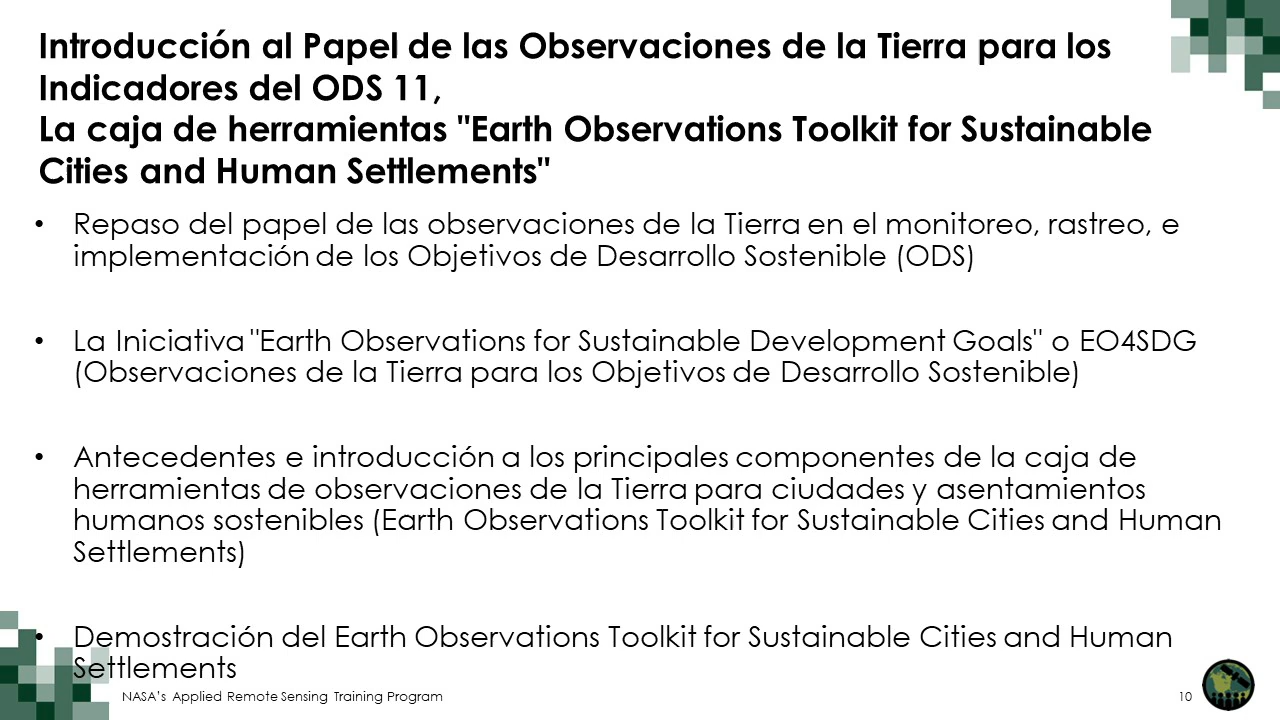 Introducción al Papel de las Observaciones de la Tierra para los
Indicadores del ODS 11,
La caja de herramientas "Earth Observations Toolkit for Sustainable
Cities and Human Settlements"
• Repaso del papel de las observaciones de la Tierra en el monitoreo, rastreo, e
implementación de los Objetivos de Desarrollo Sostenible (ODS)
• La Iniciativa "Earth Observations for Sustainable Development Goals" o EO4SDG
(Observaciones de la Tierra para los Objetivos de Desarrollo Sostenible)
• Antecedentes e introducción a los principales componentes de la caja de
herramientas de observaciones de la Tierra para ciudades y asentamientos
humanos sostenibles (Earth Observations Toolkit for Sustainable Cities and Human
Settlements)
• Demostración del Earth Observations Toolkit for Sustainable Cities and Human
Settlements
NASA's Applied Remote Sensing Training Program
10